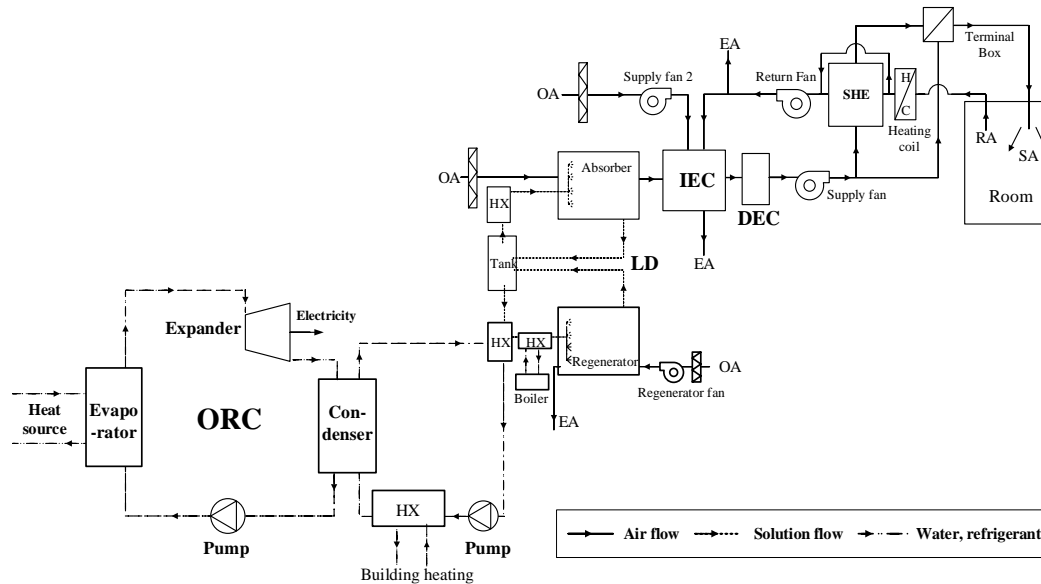 EA
Supply fan 2
Return Fan
OA
SHE
H
C
Heating
coil
Terminal
Box
RA
SA
Room
OA
Absorber
IEC
DEC
Supply fan
HX
Tank
LD
EA
Expander
Electricity
HX
HX
Regenerator
OA
Regenerator fan
Boiler
EA
Heat
source
Evapo
-rator
ORC
Con-
denser
HX
Pump
Pump
Building heating
Air flow
Solution flow
Water, refrigerant